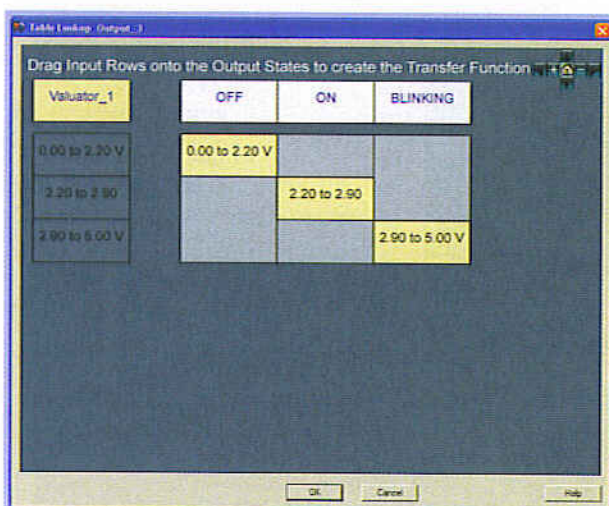 Table Lookup: Output_1
Drag Input Rows onto the Output States to create the Transfer Function
Valuator_1 OFF ON BLINKING
0.00 to 2.20 V 0.00 to 2.20 V
2.20 to 2.90 2.20 to 2.90
2.90 to 5.00 V 2.90 to 5.00 V
OK Cancel Help